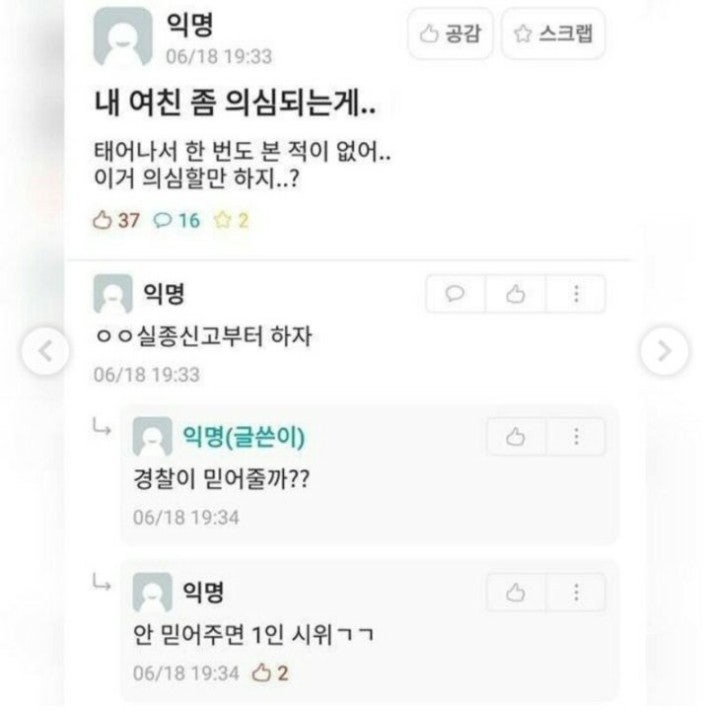 익명
06/18 19:33
공감
스크랩
내 여친 좀 의심되는게..
태어나서 한 번도 본 적이 없어..
이거 의심할만 하지..?
37 16 2
익명
ㅇㅇ실종신고부터 하자
06/18 19:33
익명(글쓴이)
경찰이 믿어줄까??
06/18 19:34
익명
안 믿어주면 1인 시위ㄱㄱ
06/18 19:34 2